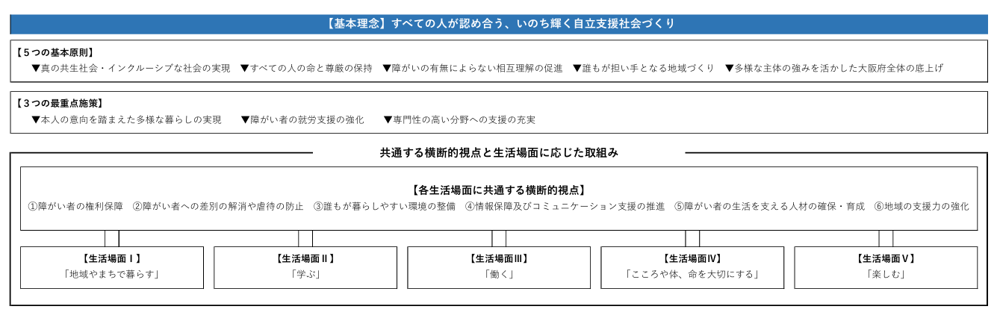 【基本理念】すべての人が認め合う、いのち輝く自立支援社会づくり
【５つの基本原則】
▼真の共生社会・インクルーシブな社会の実現　▼すべての人の命と尊厳の保持　▼障がいの有無によらない相互理解の促進　▼誰もが担い手となる地域づくり　▼多様な主体の強みを活かした大阪府全体の底上げ
【３つの最重点施策】
▼本人の意向を踏まえた多様な暮らしの実現　　▼障がい者の就労支援の強化　　▼専門性の高い分野への支援の充実
共通する横断的視点と生活場面に応じた取組み
【各生活場面に共通する横断的視点】
①障がい者の権利保障　②障がい者への差別の解消や虐待の防止　③誰もが暮らしやすい環境の整備　④情報保障及びコミュニケーション支援の推進　⑤障がい者の生活を支える人材の確保・育成　⑥地域の支援力の強化
【生活場面Ⅰ】
「地域やまちで暮らす」
【生活場面Ⅱ】
「学ぶ」
【生活場面Ⅲ】
「働く」
【生活場面Ⅳ】
「こころや体、命を大切にする」
【生活場面Ⅴ】
「楽しむ」